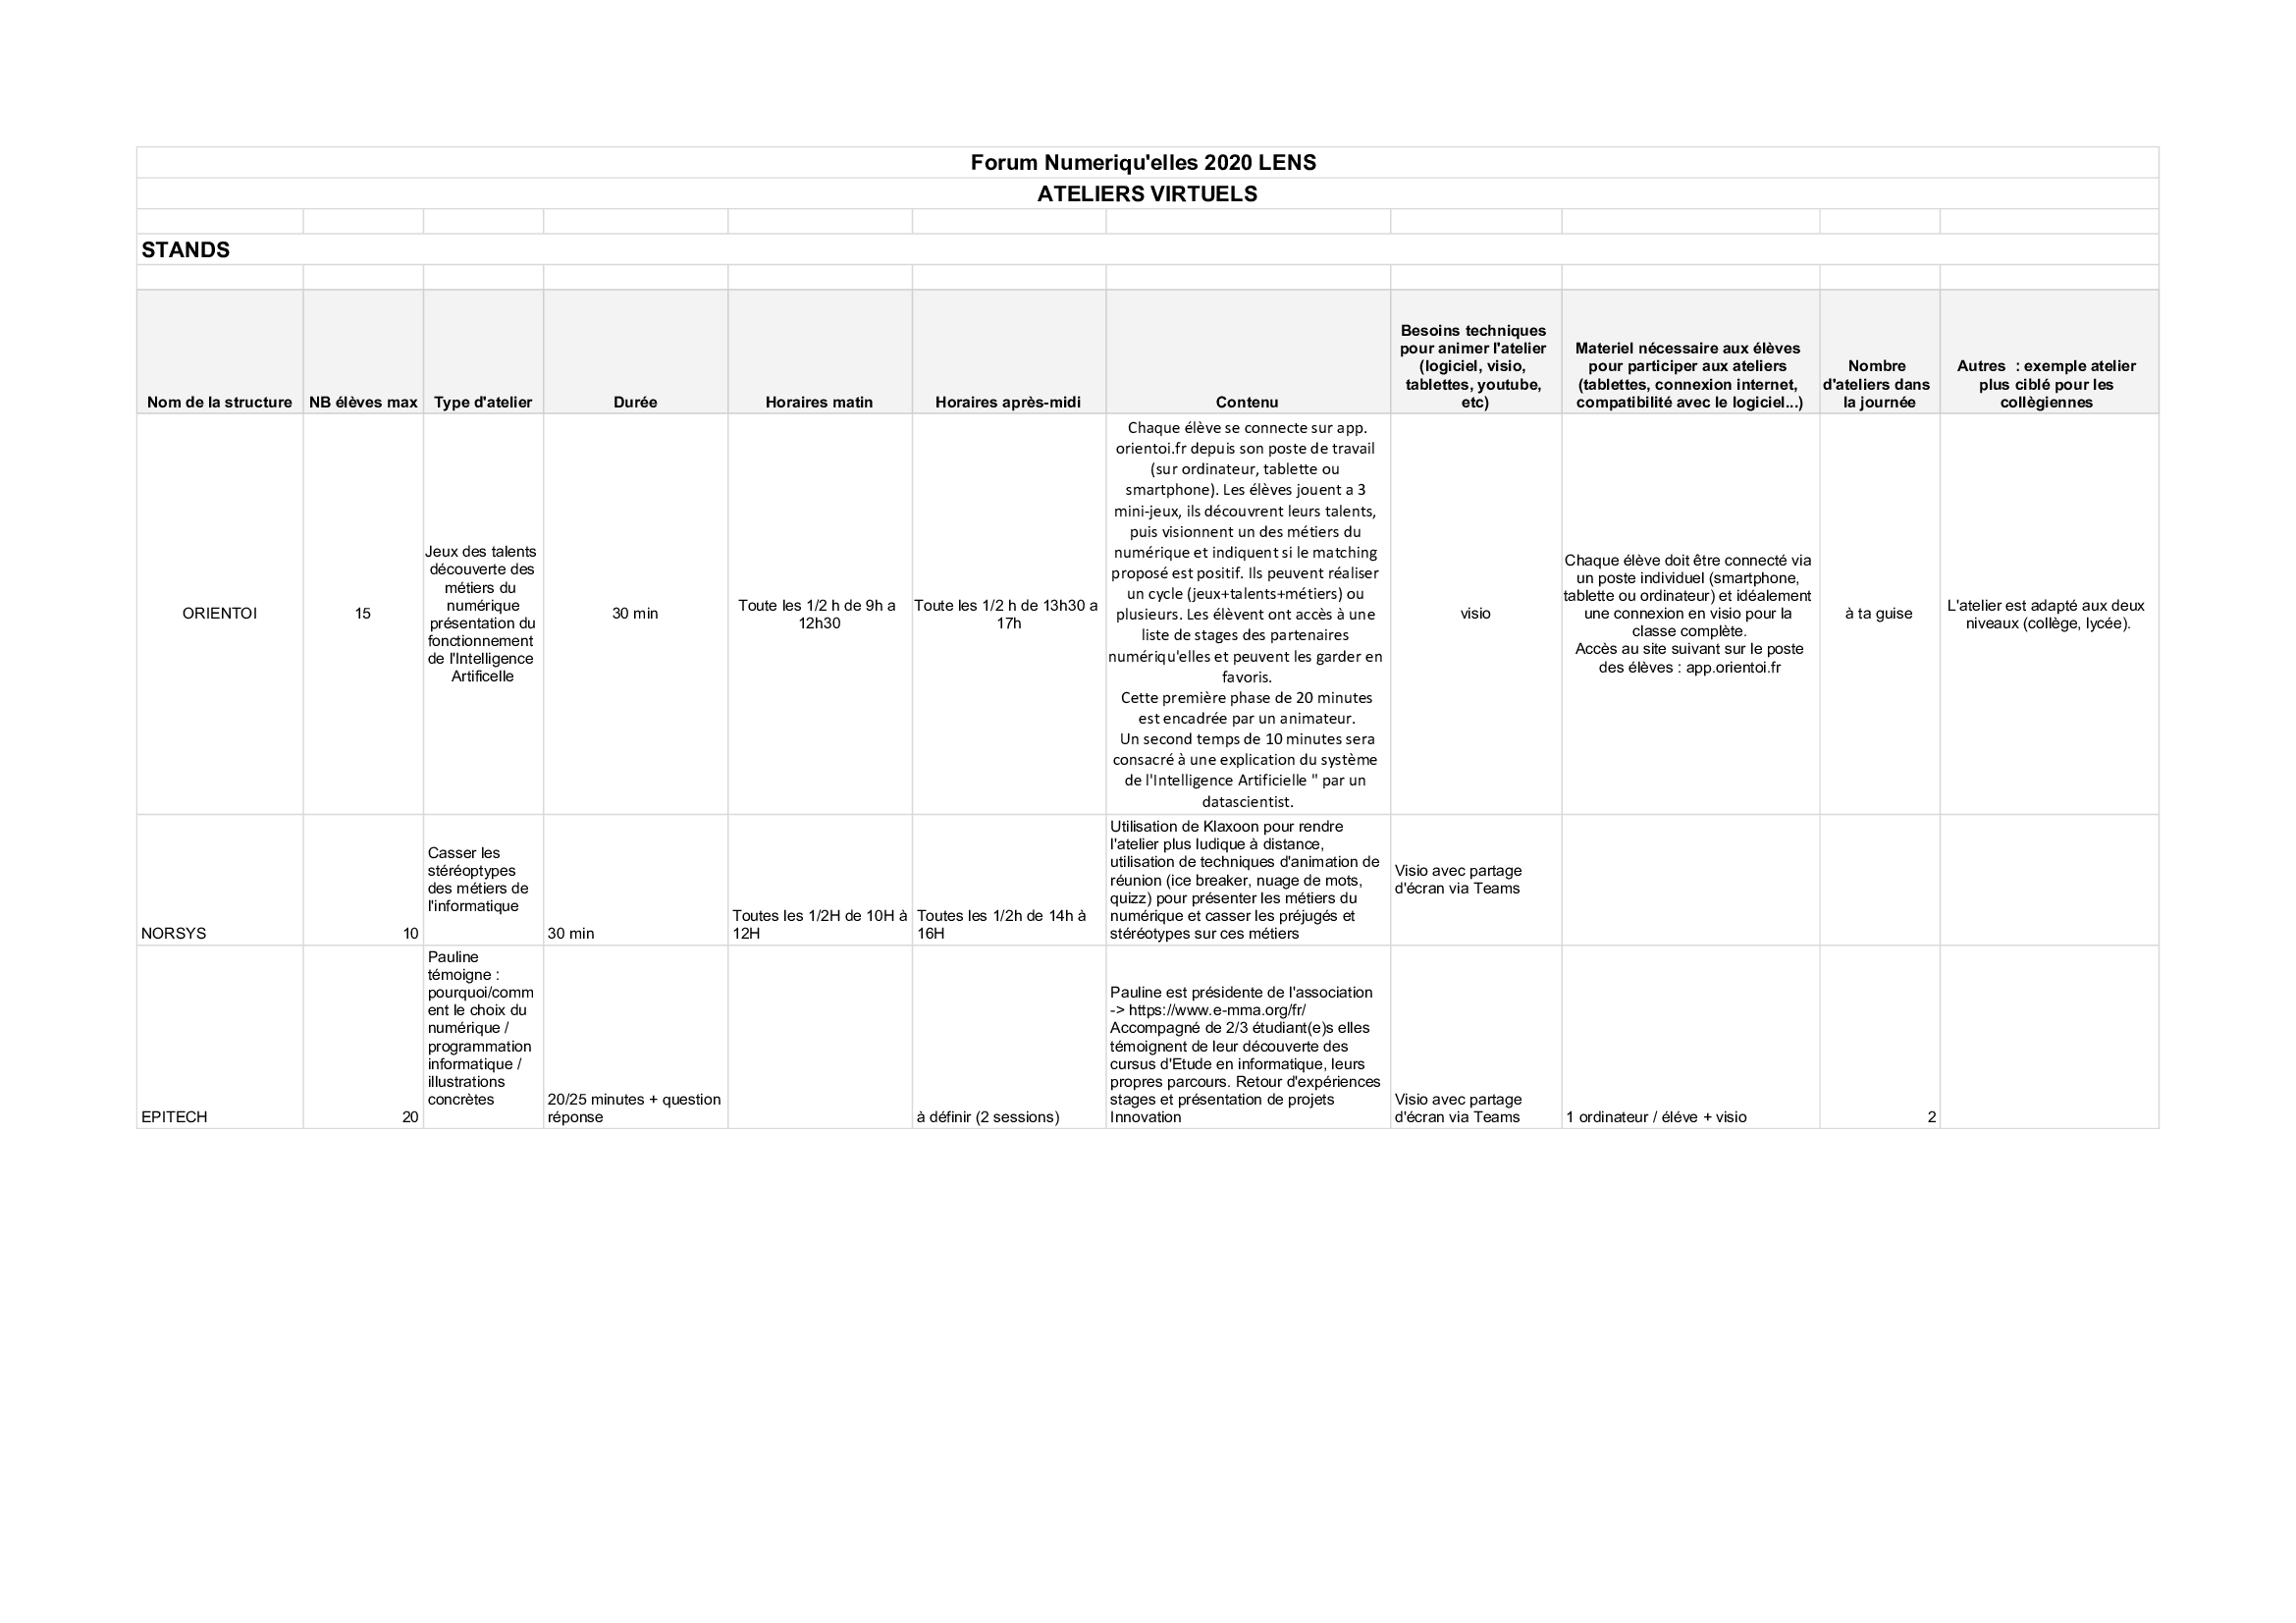 Forum Numeriqu'elles 2020 LENS
ATELIERS VIRTUELS
STANDS
Nom de la structure
NB élèves max
Type d'atelier
Durée
Horaires matin
Horaires après-midi
Contenu
Besoins techniques
pour animer l'atelier
(logiciel, visio,
tablettes, youtube,
etc)
Materiel nécessaire aux élèves
pour participer aux ateliers
(tablettes, connexion internet,
compatibilité avec le logiciel...)
Nombre
d'ateliers dans
la journée
Autres  : exemple atelier
plus ciblé pour les
collègiennes
ORIENTOI
15
Jeux des talents
découverte des
métiers du
numérique
présentation du
fonctionnement
de l'Intelligence
Artificelle
30 min
Toute les 1/2 h de 9h a
12h30
Toute les 1/2 h de 13h30 a
17h
Chaque élève se connecte sur app.
orientoi.fr depuis son poste de travail
(sur ordinateur, tablette ou
smartphone). Les élèves jouent a 3
mini-jeux, ils découvrent leurs talents,
puis visionnent un des métiers du
numérique et indiquent si le matching
proposé est positif. Ils peuvent réaliser
un cycle (jeux+talents+métiers) ou
plusieurs. Les élèvent ont accès à une
liste de stages des partenaires
numériqu'elles et peuvent les garder en
favoris.
Cette première phase de 20 minutes
est encadrée par un animateur.
Un second temps de 10 minutes sera
consacré à une explication du système
de l'Intelligence Artificielle " par un
datascientist.
visio
Chaque élève doit être connecté via
un poste individuel (smartphone,
tablette ou ordinateur) et idéalement
une connexion en visio pour la
classe complète.
Accès au site suivant sur le poste
des élèves : app.orientoi.fr
à ta guise
L'atelier est adapté aux deux
niveaux (collège, lycée).
NORSYS
10
Casser les
stéréoptypes
des métiers de
l'informatique
30 min
Toutes les 1/2H de 10H à
12H
Toutes les 1/2h de 14h à
16H
Utilisation de Klaxoon pour rendre
l'atelier plus ludique à distance,
utilisation de techniques d'animation de
réunion (ice breaker, nuage de mots,
quizz) pour présenter les métiers du
numérique et casser les préjugés et
stéréotypes sur ces métiers
Visio avec partage
d'écran via Teams
EPITECH
20
Pauline
témoigne :
pourquoi/comm
ent le choix du
numérique /
programmation
informatique /
illustrations
concrètes
20/25 minutes + question
réponse
à définir (2 sessions)
Pauline est présidente de l'association
-> https://www.e-mma.org/fr/
Accompagné de 2/3 étudiant(e)s elles
témoignent de leur découverte des
cursus d'Etude en informatique, leurs
propres parcours. Retour d'expériences
stages et présentation de projets
Innovation
Visio avec partage
d'écran via Teams
1 ordinateur / éléve + visio
2